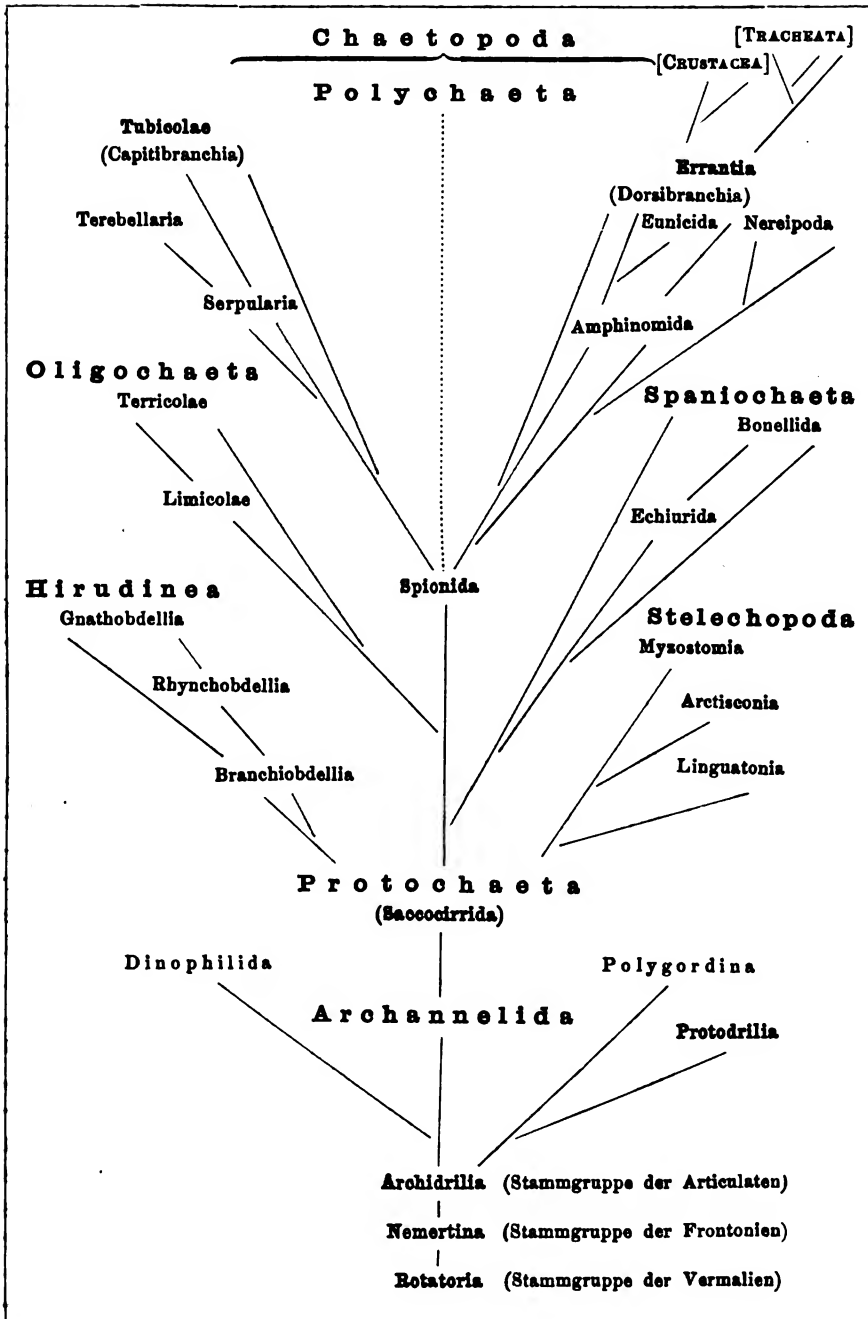 Chaetopoda
[TRACHEATA]
[CRUSTACEA]
Polychaeta
Tubicolae
(Capitibranchia)
Errantia
(Dorsibranchia)
Terebellaria
Eunicida
Nereipoda
Serpularia
Amphinomida
Oligochaeta
Terricolae
Spaniochaeta
Bonellida
Limicolae
Echiurida
Spionida
Hirudinea
Gnathobdellia
Stelechopoda
Myzostomia
Rhynchobdellia
Arctisconia
Branchiobdellia
Linguatonia
Protochaeta
(Saccocirrida)
Dinophilida
Polygordina
Archannelida
Protodrilia
Archidrilia (Stammgruppe der Articulaten)
Nemertina (Stammgruppe der Frontonien)
Rotatoria (Stammgruppe der Vermalien)